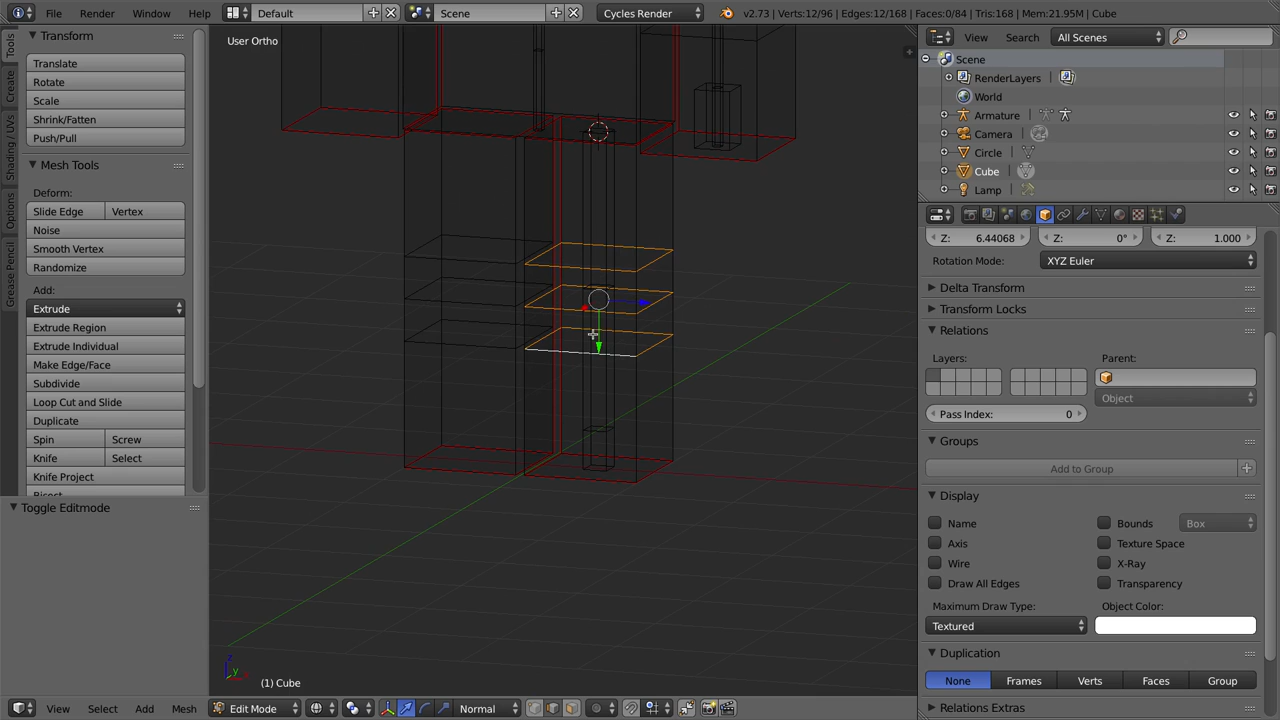 File Render Window Help Default Scene Cycles Render v2.73 | Verts:12/96 | Edges:12/168 | Faces:0/84 | Tris:168 | Mem:21.95M | Cube
Tools
Create
Shading / UVs
Options
Grease Pencil
Transform
Translate
Rotate
Scale
Shrink/Fatten
Push/Pull
Mesh Tools
Deform:
Slide Edge Vertex
Noise
Smooth Vertex
Randomize
Add:
Extrude
Extrude Region
Extrude Individual
Make Edge/Face
Subdivide
Loop Cut and Slide
Duplicate
Spin Screw
Knife Select
Knife Project
Bisect
Toggle Editmode
User Ortho
z
y
(1) Cube
View Select Add Mesh Edit Mode Normal
View Search All Scenes
Scene
RenderLayers
World
Armature
Camera
Circle
Cube
Lamp
Z: 6.44068 Z: 0° Z: 1.000
Rotation Mode: XYZ Euler
Delta Transform
Transform Locks
Relations
Layers: Parent:
Object
Pass Index: 0
Groups
Add to Group
Display
Name Bounds Box
Axis Texture Space
Wire X-Ray
Draw All Edges Transparency
Maximum Draw Type: Object Color:
Textured
Duplication
None Frames Verts Faces Group
Relations Extras